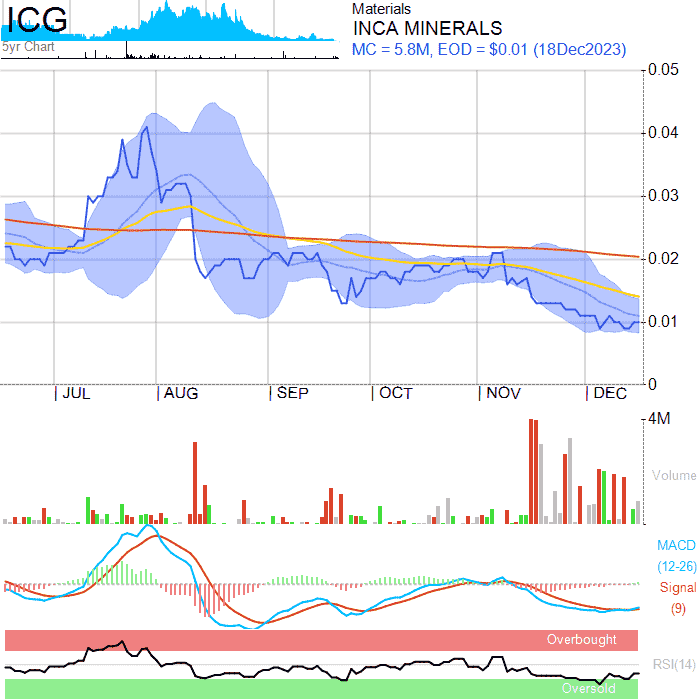 ICG
5yr Chart
Materials
INCA MINERALS
MC = 5.8M, EOD = $0.01 (18Dec2023)
0.05
0.04
0.03
0.02
0.01
0
JUL AUG SEP OCT NOV DEC
4M
Volume
MACD
(12-26)
Signal
(9)
Overbought
RSI(14)
Oversold